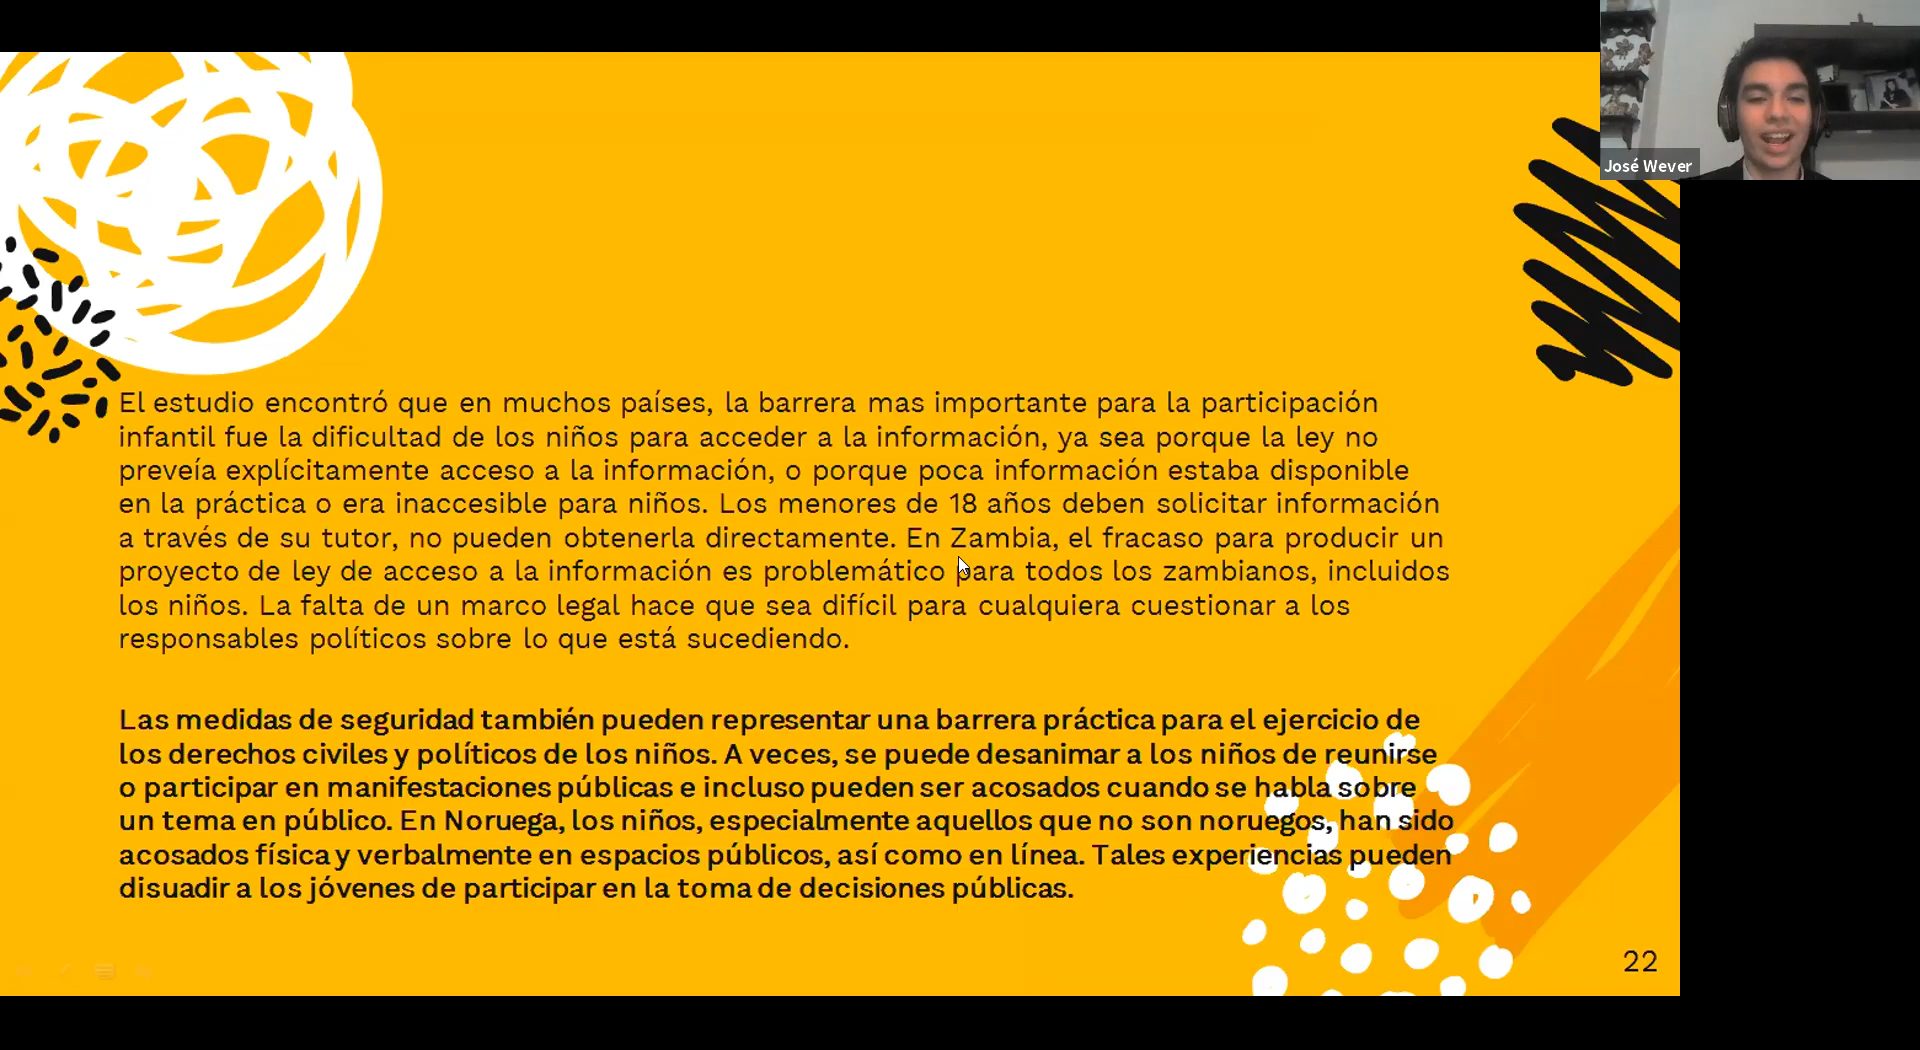 José Wever
El estudio encontró que en muchos países, la barrera mas importante para la participación
infantil fue la dificultad de los niños para acceder a la información, ya sea porque la ley no
preveía explícitamente acceso a la información, o porque poca información estaba disponible
en la práctica o era inaccesible para niños. Los menores de 18 años deben solicitar información
a través de su tutor, no pueden obtenerla directamente. En Zambia, el fracaso para producir un
proyecto de ley de acceso a la información es problemático para todos los zambianos, incluidos
los niños. La falta de un marco legal hace que sea difícil para cualquiera cuestionar a los
responsables políticos sobre lo que está sucediendo.
Las medidas de seguridad también pueden representar una barrera práctica para el ejercicio de
los derechos civiles y políticos de los niños. A veces, se puede desanimar a los niños de reunirse
o participar en manifestaciones públicas e incluso pueden ser acosados cuando se habla sobre
un tema en público. En Noruega, los niños, especialmente aquellos que no son noruegos, han sido
acosados física y verbalmente en espacios públicos, así como en línea. Tales experiencias pueden
disuadir a los jóvenes de participar en la toma de decisiones públicas.
22